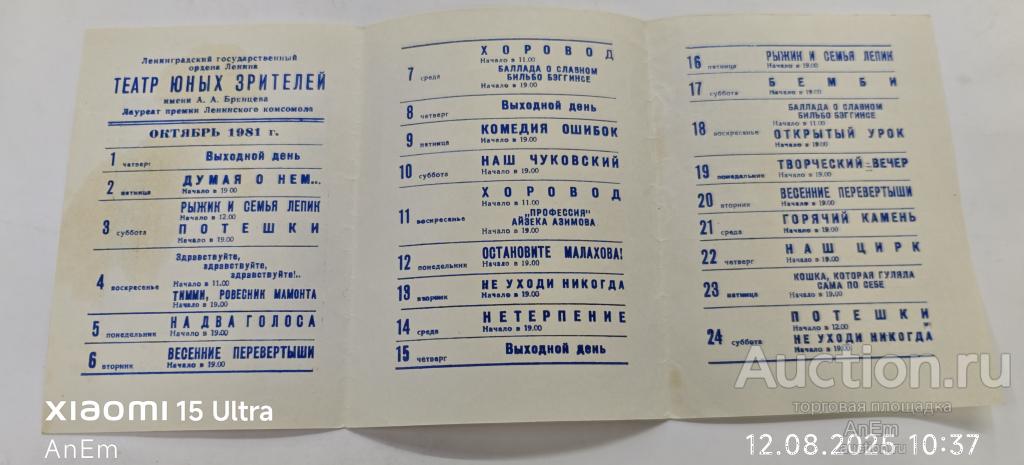 Ленинградский государственный
ордена Ленина
ТЕАТР ЮНЫХ ЗРИТЕЛЕЙ
имени А. А. Брянцева
Лауреат премии Ленинского комсомола
ОКТЯБРЬ 1981 г.
1 четверг Выходной день
2 пятница ДУМАЯ О НЕМ...
Начало в 19 00
3 суббота РЫЖИК И СЕМЬЯ ЛЕПИК
Начало в 12.00
ПОТЕШКИ
Начало в 19.00
4 воскресенье Здравствуйте,
здравствуйте,
здравствуйте!..
Начало в 11.00
ТИММИ, РОВЕСНИК МАМОНТА
Начало в 19.00
5 понедельник НА ДВА ГОЛОСА
Начало в 19.00
6 вторник ВЕСЕННИЕ ПЕРЕВЕРТЫШИ
Начало в 19.00
7 среда ХОРОВОД
Начало в 11.00
БАЛЛАДА О СЛАВНОМ
БИЛЬБО БЭГГИНСЕ
Начало в 19.00
8 четверг Выходной день
9 пятница КОМЕДИЯ ОШИБОК
Начало в 19.00
10 суббота НАШ ЧУКОВСКИЙ
Начало в 19.00
11 воскресенье ХОРОВОД
Начало в 11.00
„ПРОФЕССИЯ"
АЙЗЕКА АЗИМОВА
Начало в 19.00
12 понедельник ОСТАНОВИТЕ МАЛАХОВА!
Начало в 19.00
13 вторник НЕ УХОДИ НИКОГДА
Начало в 19.00
14 среда НЕТЕРПЕНИЕ
Начало в 19.00
15 четверг Выходной день
16 пятница РЫЖИК И СЕМЬЯ ЛЕПИК
Начало в 19.00
17 суббота БЕМБИ
Начало в 19.00
18 воскресенье БАЛЛАДА О СЛАВНОМ
БИЛЬБО БЭГГИНСЕ
Начало в 11.00
ОТКРЫТЫЙ УРОК
Начало в 19.00
19 понедельник ТВОРЧЕСКИЙ ВЕЧЕР
Начало в 19.00
20 вторник ВЕСЕННИЕ ПЕРЕВЕРТЫШИ
Начало в 19.00
21 среда ГОРЯЧИЙ КАМЕНЬ
Начало в 19.00
22 четверг НАШ ЦИРК
Начало в 19.00
23 пятница КОШКА, КОТОРАЯ ГУЛЯЛА
САМА ПО СЕБЕ
Начало в 19.00
24 суббота ПОТЕШКИ
Начало в 12.00
НЕ УХОДИ НИКОГДА
Начало в 19.00
Auction.ru
торговая площадка
AnEm
auction.ru
xiaomi 15 Ultra
AnEm
12.08.2025 10:37